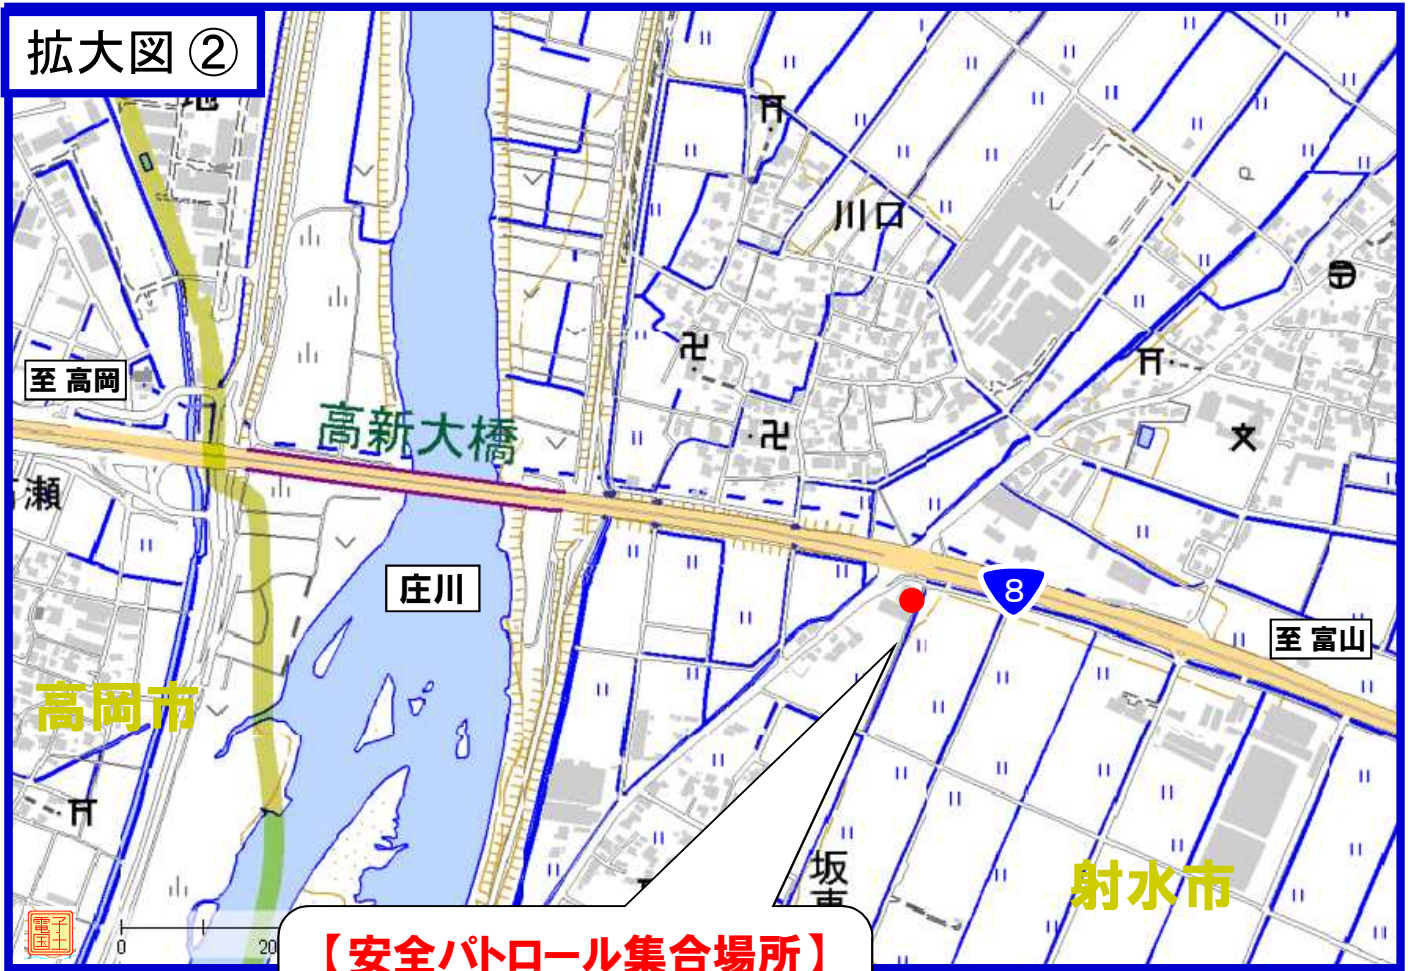 拡大図 ②
地
川口
至 高岡
高新大橋
瀬
庄川
8
至 富山
高岡市
坂東
射水市
電子国土
0
20
【安全パトロール集合場所】